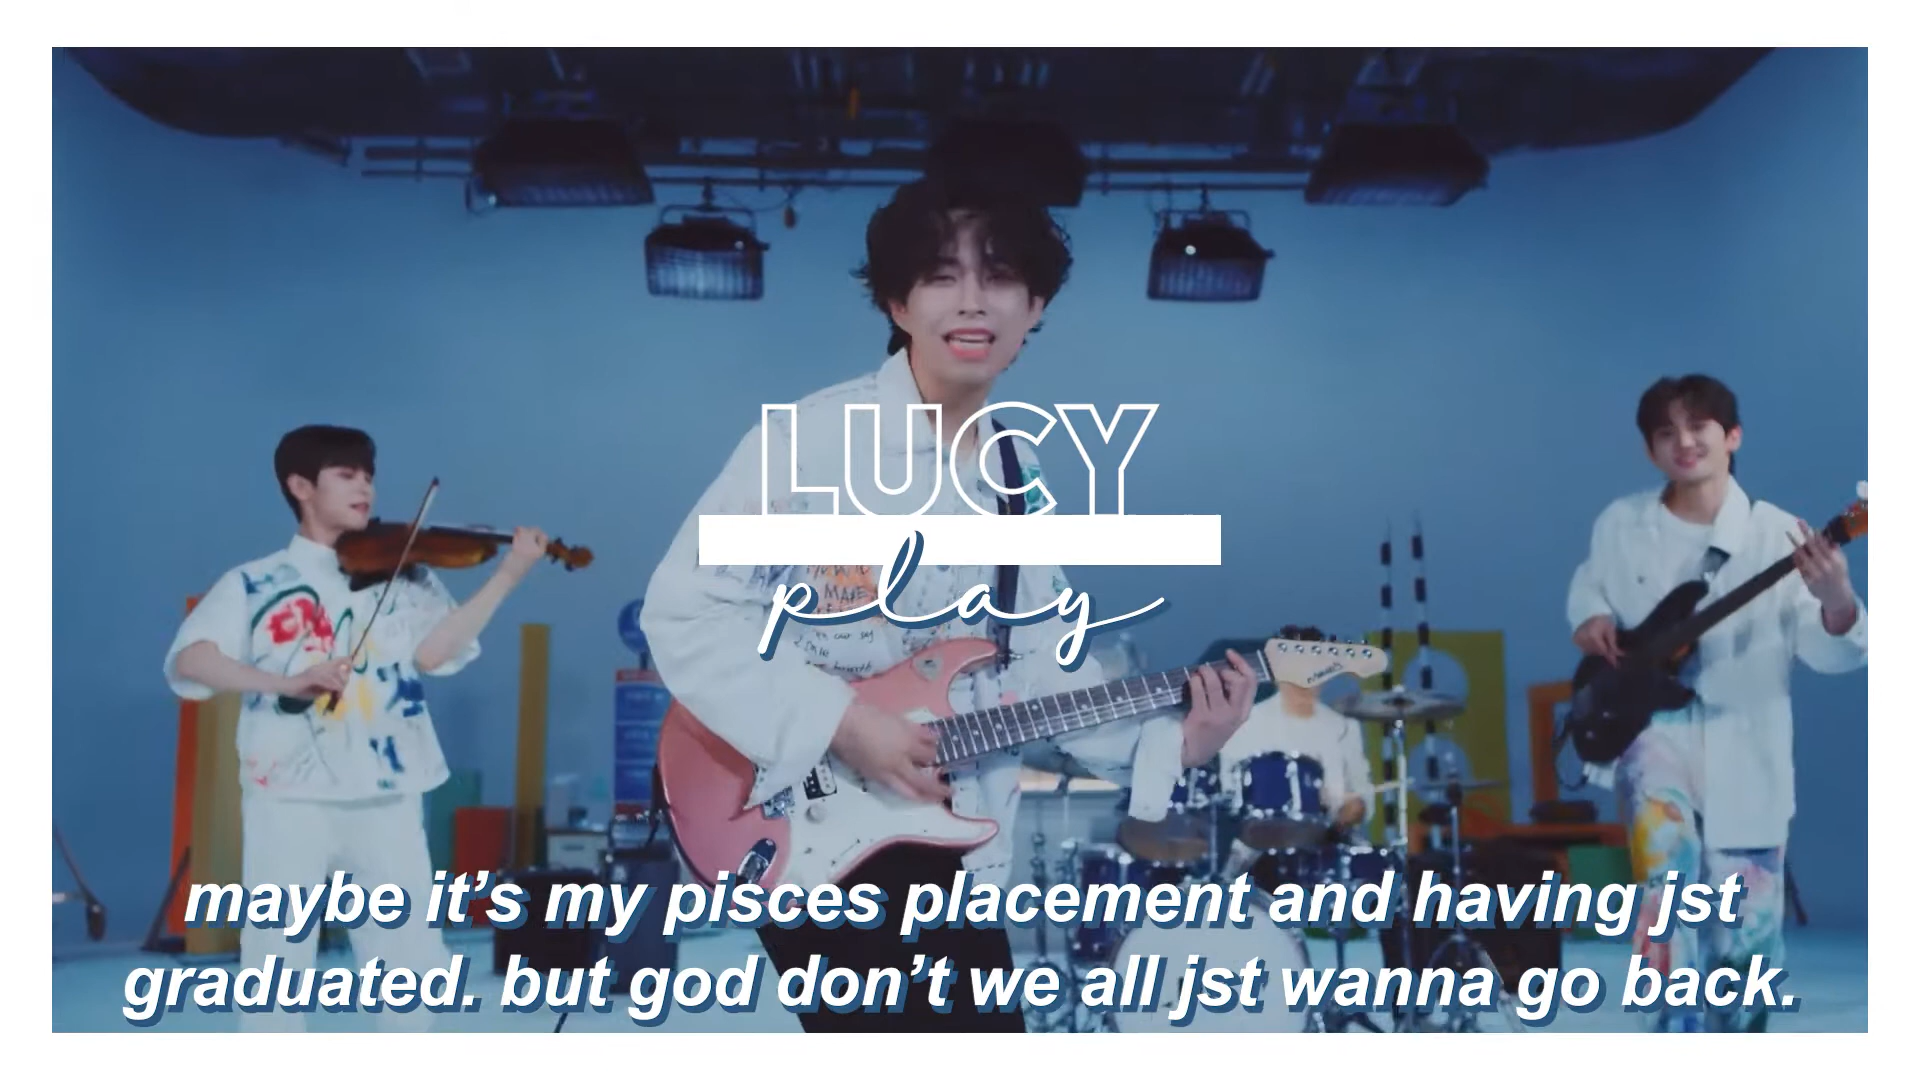 LUCY
play
MAKE
maybe it’s my pisces placement and having jst
graduated. but god don’t we all jst wanna go back.